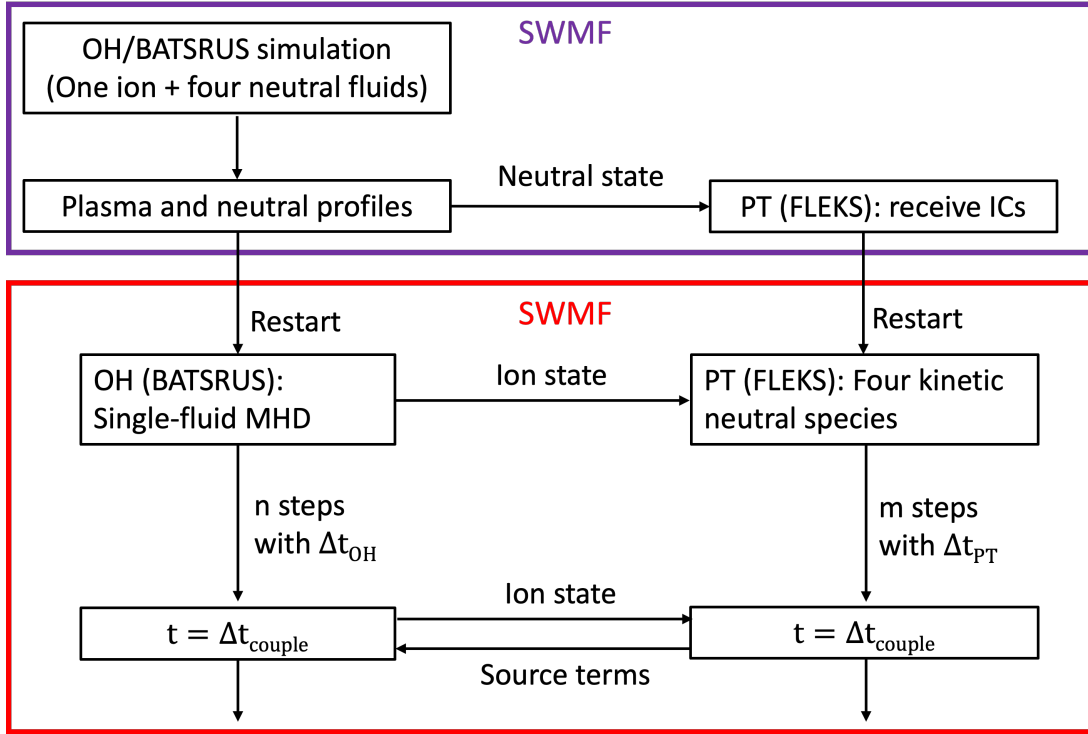 SWMF
OH/BATSRUS simulation
(One ion + four neutral fluids)
Neutral state
Plasma and neutral profiles
PT (FLEKS): receive ICs
SWMF
Restart
Restart
OH (BATSRUS):
Single-fluid MHD
Ion state
PT (FLEKS): Four kinetic
neutral species
n steps
with Δt_OH
m steps
with Δt_PT
Ion state
t = Δt_couple
t = Δt_couple
Source terms